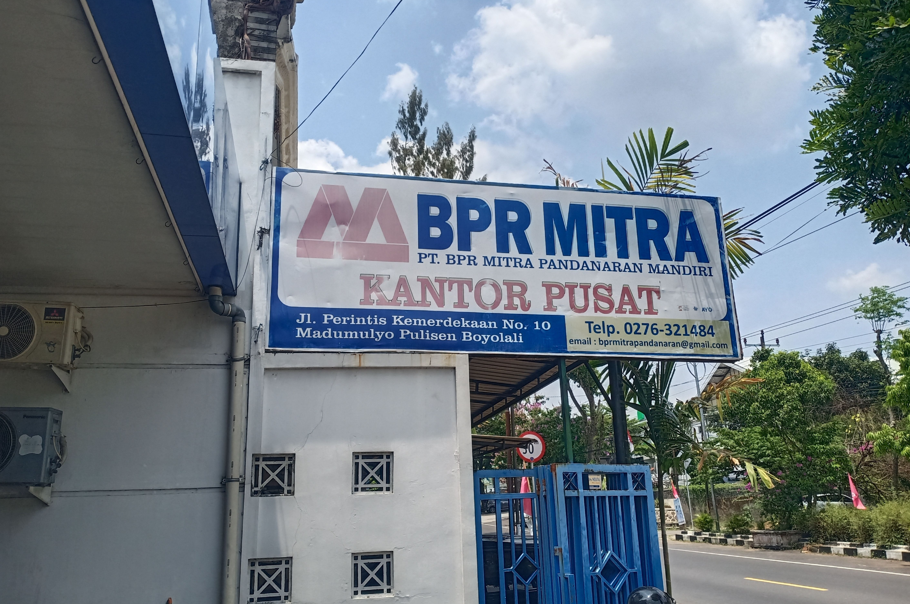 BPR MITRA
PT. BPR MITRA PANDANARAN MANDIRI
KANTOR PUSAT
Jl. Perintis Kemerdekaan No. 10
Madumulyo Pulisen Boyolali
Telp. 0276-321484
email : bprmitrapandanaran@gmail.com